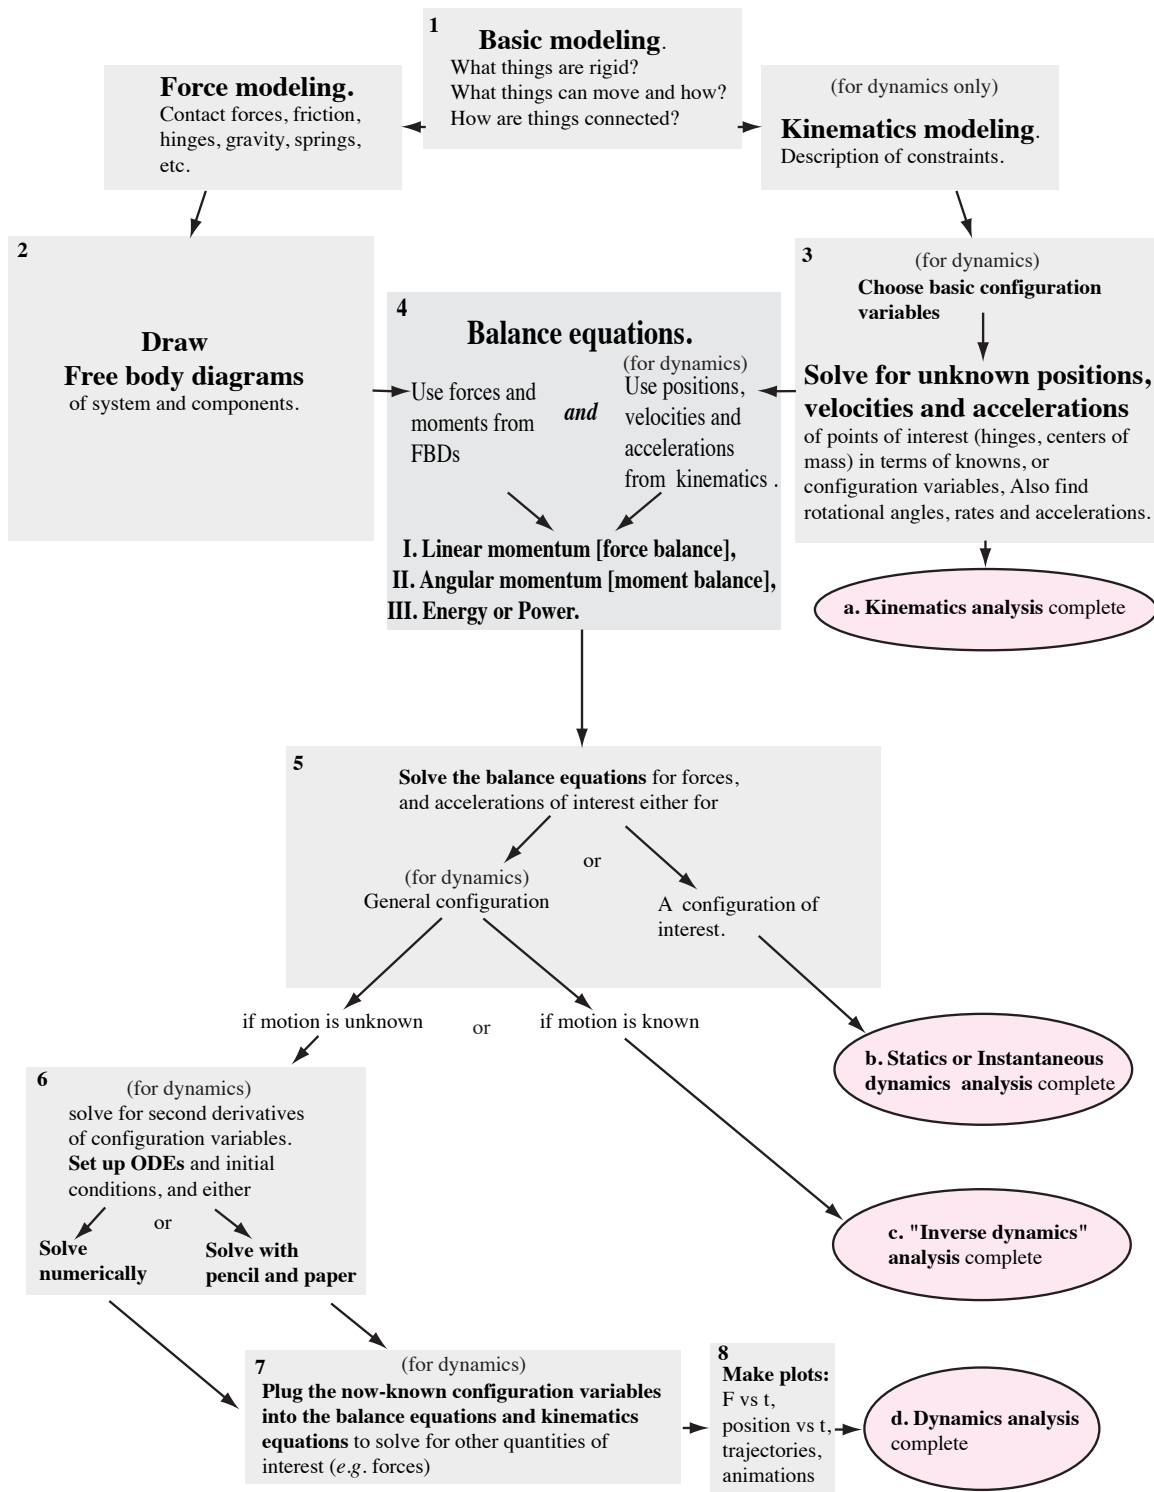 1
Basic modeling.
What things are rigid?
What things can move and how?
How are things connected?
Force modeling.
Contact forces, friction,
hinges, gravity, springs,
etc.
(for dynamics only)
Kinematics modeling.
Description of constraints.
2
Draw
Free body diagrams
of system and components.
3
(for dynamics)
Choose basic configuration
variables
Solve for unknown positions,
velocities and accelerations
of points of interest (hinges, centers of
mass) in terms of knowns, or
configuration variables, Also find
rotational angles, rates and accelerations.
a. Kinematics analysis complete
4
Balance equations.
Use forces and
moments from
FBDs
and
(for dynamics)
Use positions,
velocities and
accelerations
from kinematics .
I. Linear momentum [force balance],
II. Angular momentum [moment balance],
III. Energy or Power.
5
Solve the balance equations for forces,
and accelerations of interest either for
or
(for dynamics)
General configuration
A configuration of
interest.
if motion is unknown
or
if motion is known
b. Statics or Instantaneous
dynamics analysis complete
6
(for dynamics)
solve for second derivatives
of configuration variables.
Set up ODEs and initial
conditions, and either
or
Solve
numerically
Solve with
pencil and paper
c. "Inverse dynamics"
analysis complete
7
(for dynamics)
Plug the now-known configuration variables
into the balance equations and kinematics
equations to solve for other quantities of
interest (e.g. forces)
8
Make plots:
F vs t,
position vs t,
trajectories,
animations
d. Dynamics analysis
complete